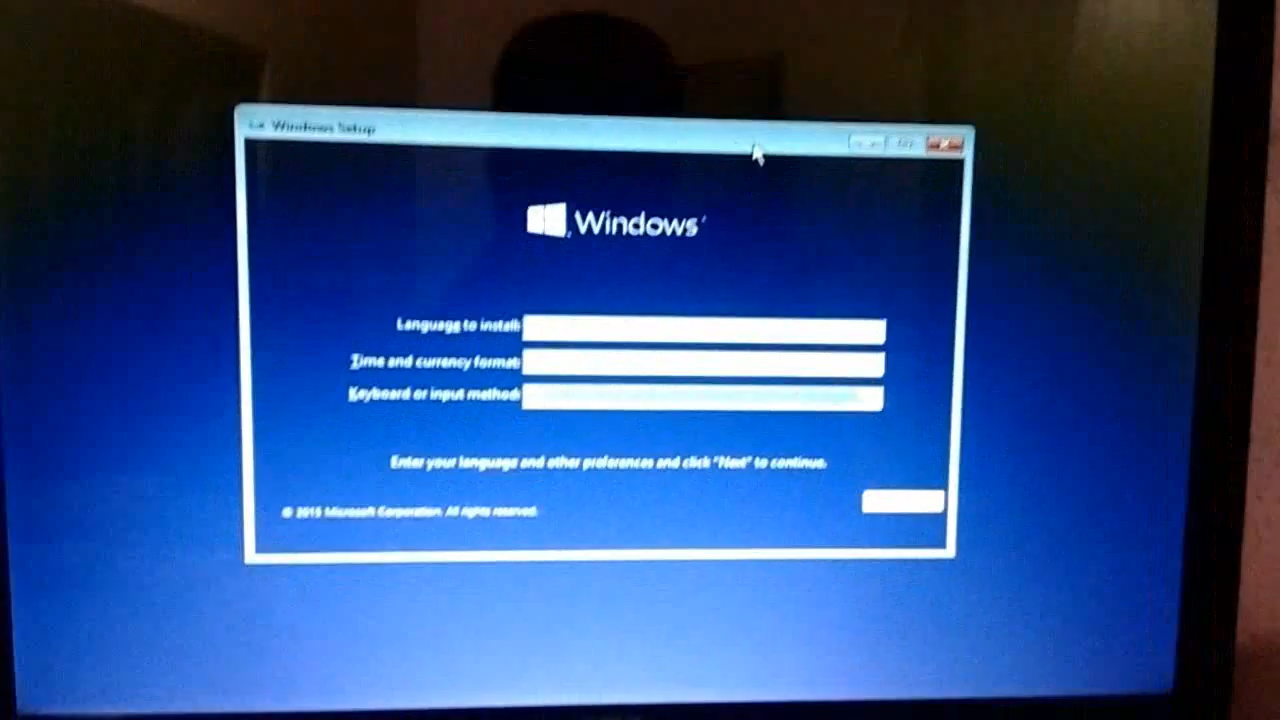 Windows Setup
Windows
Language to install:
Time and currency format:
Keyboard or input method:
Enter your language and other preferences and click "Next" to continue.
© 2015 Microsoft Corporation. All rights reserved.